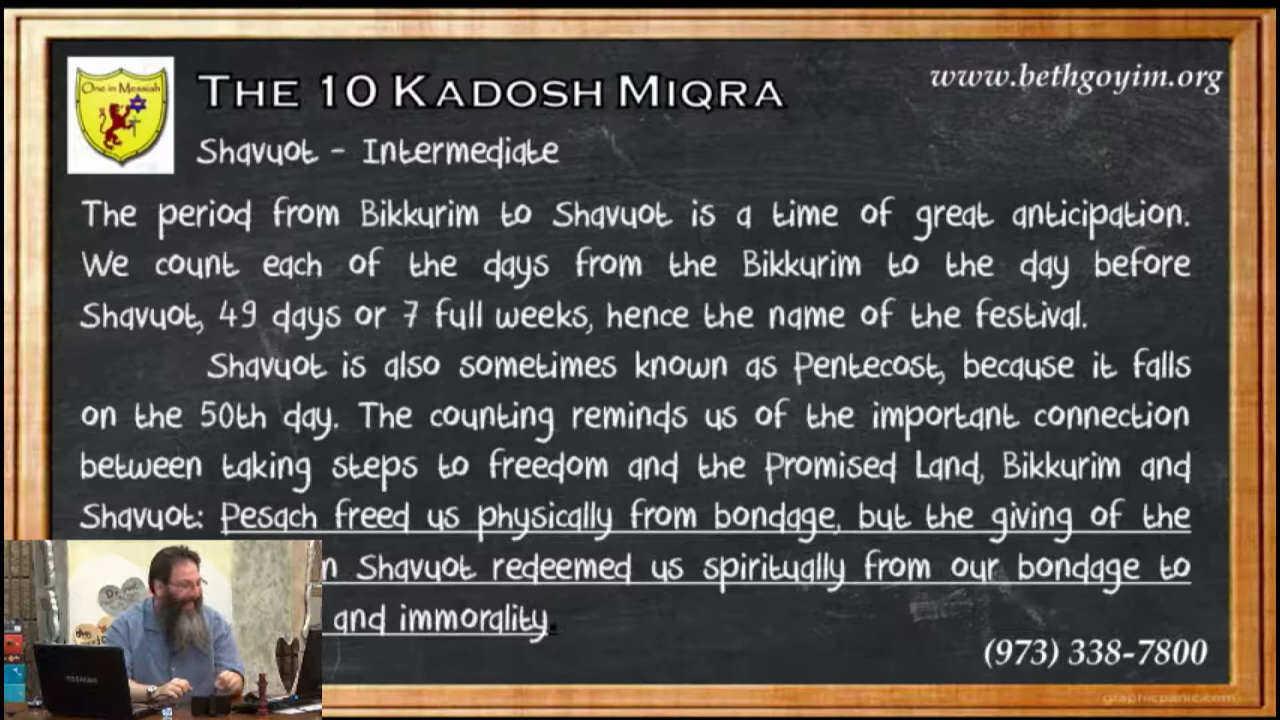 One in Messiah
THE 10 KADOSH MIQRA
www.bethgoyim.org
Shavuot - Intermediate
The period from Bikkurim to Shavuot is a time of great anticipation.
We count each of the days from the Bikkurim to the day before
Shavuot, 49 days or 7 full weeks, hence the name of the festival.
Shavuot is also sometimes known as Pentecost, because it falls
on the 50th day. The counting reminds us of the important connection
between taking steps to freedom and the Promised Land, Bikkurim and
Shavuot: Pesach freed us physically from bondage, but the giving of the
n Shavuot redeemed us spiritually from our bondage to
and immorality.
(973) 338-7800
TOSHIBA
graphicpanic.com